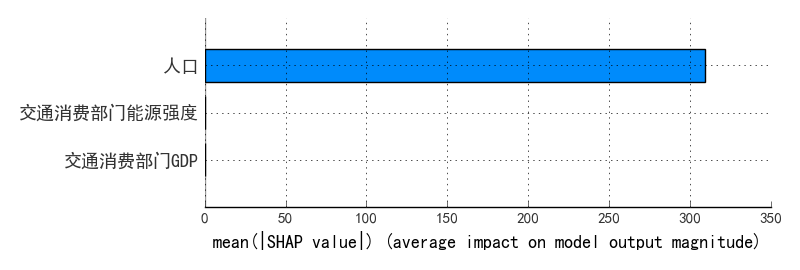 人口
交通消费部门能源强度
交通消费部门GDP
0 50 100 150 200 250 300 350
mean(|SHAP value|) (average impact on model output magnitude)